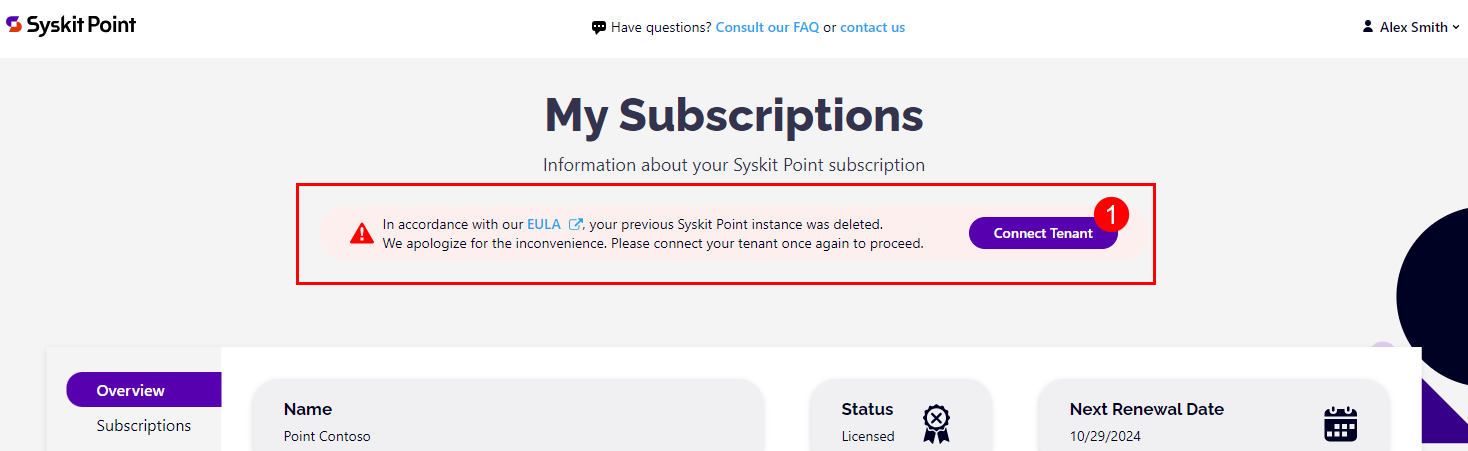 Syskit Point
Have questions? Consult our FAQ or contact us
Alex Smith
My Subscriptions
Information about your Syskit Point subscription
In accordance with our EULA , your previous Syskit Point instance was deleted.
We apologize for the inconvenience. Please connect your tenant once again to proceed.
Connect Tenant
1
Overview
Subscriptions
Name
Point Contoso
Status
Licensed
Next Renewal Date
10/29/2024